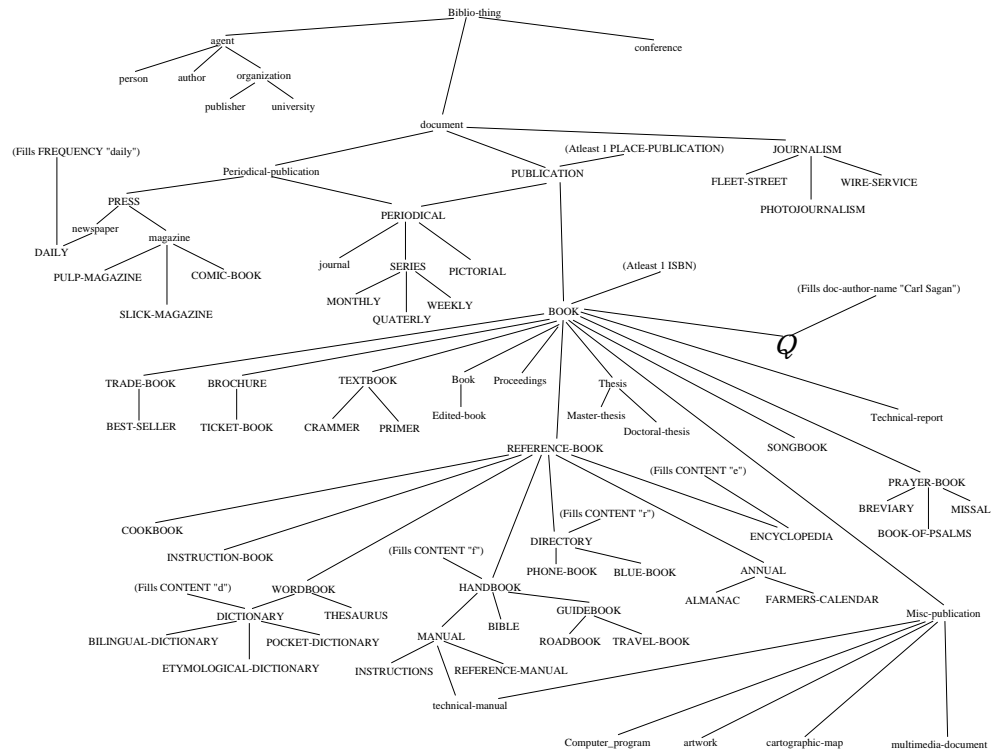 Biblio-thing
agent
conference
person
author
organization
publisher
university
document
(Fills FREQUENCY "daily")
(Atleast 1 PLACE-PUBLICATION)
JOURNALISM
Periodical-publication
PUBLICATION
FLEET-STREET
WIRE-SERVICE
PHOTOJOURNALISM
PRESS
PERIODICAL
newspaper
magazine
DAILY
journal
SERIES
PICTORIAL
PULP-MAGAZINE
COMIC-BOOK
SLICK-MAGAZINE
MONTHLY
WEEKLY
QUATERLY
(Atleast 1 ISBN)
(Fills doc-author-name "Carl Sagan")
BOOK
Q
TRADE-BOOK
BROCHURE
TEXTBOOK
Book
Proceedings
Thesis
BEST-SELLER
TICKET-BOOK
CRAMMER
PRIMER
Edited-book
Master-thesis
Doctoral-thesis
Technical-report
SONGBOOK
REFERENCE-BOOK
(Fills CONTENT "e")
PRAYER-BOOK
BREVIARY
MISSAL
BOOK-OF-PSALMS
COOKBOOK
(Fills CONTENT "r")
ENCYCLOPEDIA
INSTRUCTION-BOOK
(Fills CONTENT "f")
DIRECTORY
PHONE-BOOK
BLUE-BOOK
ANNUAL
(Fills CONTENT "d")
WORDBOOK
HANDBOOK
ALMANAC
FARMERS-CALENDAR
DICTIONARY
THESAURUS
BIBLE
GUIDEBOOK
Misc-publication
BILINGUAL-DICTIONARY
POCKET-DICTIONARY
MANUAL
ROADBOOK
TRAVEL-BOOK
ETYMOLOGICAL-DICTIONARY
INSTRUCTIONS
REFERENCE-MANUAL
technical-manual
Computer_program
artwork
cartographic-map
multimedia-document